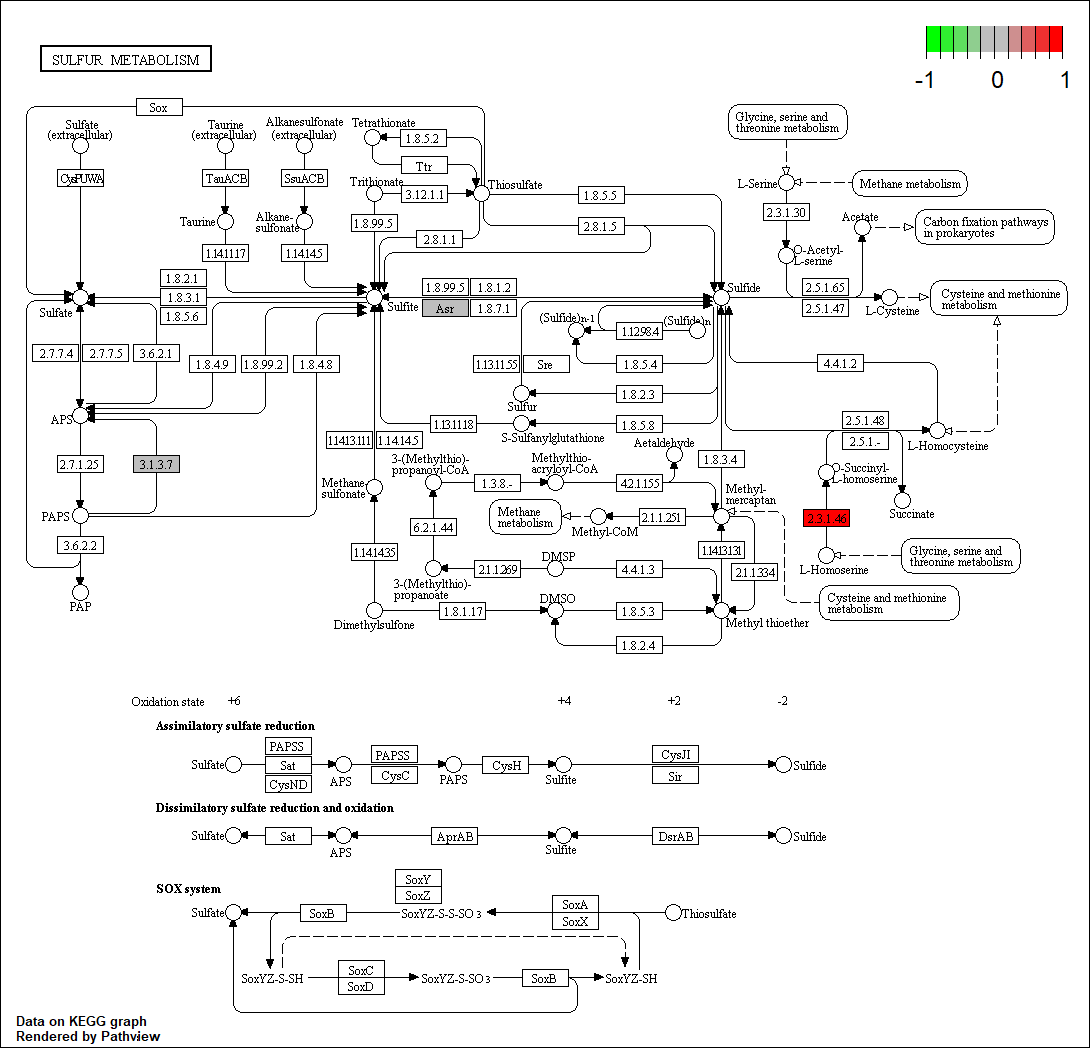 SULFUR METABOLISM
-1
0
1
Sox
Sulfate
(extracellular)
Taurine
(extracellular)
Alkanesulfonate
(extracellular)
Tetrathionate
1.8.5.2
Ttr
Trithionate
3.12.1.1
Thiosulfate
1.8.5.5
Glycine, serine and
threonine metabolism
CysPUWA
TauACB
SsuACB
L-Serine
Methane metabolism
2.3.1.30
Acetate
Carbon fixation pathways
in prokaryotes
Taurine
Alkane-
sulfonate
1.8.99.5
2.8.1.1
2.8.1.5
1.14.11.17
1.14.14.5
O-Acetyl-
L-serine
1.8.2.1
1.8.3.1
1.8.5.6
Sulfate
Sulfite
1.8.99.5
1.8.1.2
Asr
1.8.7.1
Sulfide
2.5.1.65
2.5.1.47
L-Cysteine
Cysteine and methionine
metabolism
(Sulfide)n-1
1.12.98.4
(Sulfide)n
2.7.7.4
2.7.7.5
3.6.2.1
1.8.4.9
1.8.99.2
1.8.4.8
1.13.11.55
Sre
1.8.5.4
4.4.1.2
1.8.2.3
Sulfur
APS
1.13.11.18
1.8.5.8
S-Sulfanylglutathione
2.5.1.48
2.5.1.-
L-Homocysteine
1.14.13.111
1.14.14.5
Aetaldehyde
2.7.1.25
3.1.3.7
3-(Methylthio)-
propanoyl-CoA
Methylthio-
acryloyl-CoA
1.8.3.4
O-Succinyl-
L-homoserine
Methane
sulfonate
1.3.8.-
4.2.1.155
Methyl-
mercaptan
Succinate
PAPS
6.2.1.44
Methane
metabolism
Methyl-CoM
2.1.1.251
2.3.1.46
3.6.2.2
1.14.14.35
1.14.13.131
L-Homoserine
Glycine, serine and
threonine metabolism
2.1.1.269
DMSP
4.4.1.3
2.1.1.334
PAP
3-(Methylthio)-
propanoate
DMSO
Cysteine and methionine
metabolism
Dimethylsulfone
1.8.1.17
1.8.5.3
Methyl thioether
1.8.2.4
Oxidation state
+6
+4
+2
-2
Assimilatory sulfate reduction
Sulfate
PAPSS
Sat
CysND
APS
PAPSS
CysC
PAPS
CysH
Sulfite
CysJI
Sir
Sulfide
Dissimilatory sulfate reduction and oxidation
Sulfate
Sat
APS
AprAB
Sulfite
DsrAB
Sulfide
SOX system
Sulfate
SoxB
SoxY
SoxZ
SoxYZ-S-S-SO3
SoxA
SoxX
Thiosulfate
SoxYZ-S-SH
SoxC
SoxD
SoxYZ-S-SO3
SoxB
SoxYZ-SH
Data on KEGG graph
Rendered by Pathview